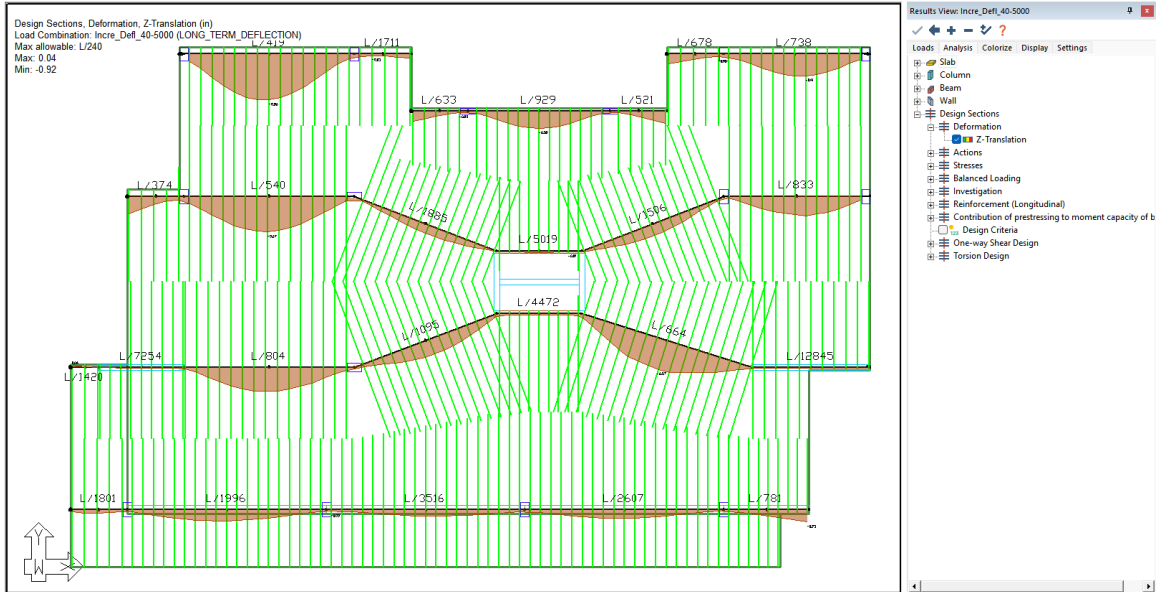 Design Sections, Deformation, Z-Translation (in)
Load Combination: Incre_Defl_40-5000 (LONG_TERM_DEFLECTION)
Max allowable: L/240
Max: 0.04
Min: -0.92
L/419 L/1711 L/678 L/738
L/633 L/929 L/521
L/374 L/540 L/1885 L/1506 L/833
L/5019
L/4472
L/1095 L/664
L/7254 L/804 L/12845
L/1420
L/1801 L/1996 L/3516 L/2607 L/781
Y
W X
Results View: Incre_Defl_40-5000
Loads Analysis Colorize Display Settings
Slab
Column
Beam
Wall
Design Sections
Deformation
Z-Translation
Actions
Stresses
Balanced Loading
Investigation
Reinforcement (Longitudinal)
Contribution of prestressing to moment capacity of b
Design Criteria
One-way Shear Design
Torsion Design